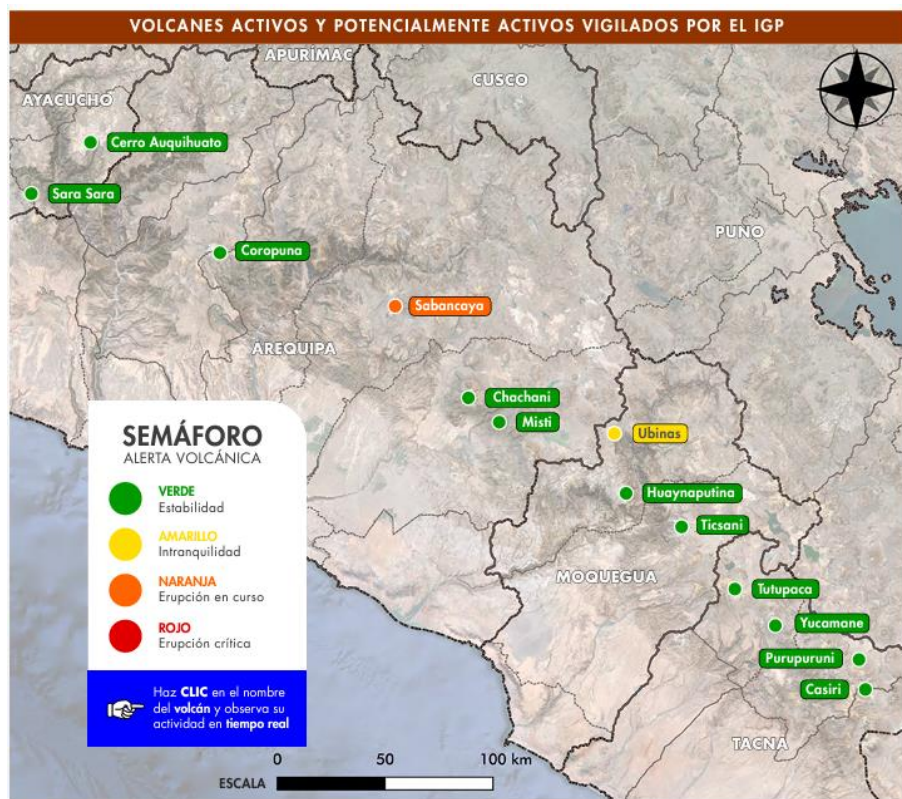 VOLCANES ACTIVOS Y POTENCIALMENTE ACTIVOS VIGILADOS POR EL IGP
APURÍMAC
CUSCO
AYACUCHO
Cerro Auquihuato
Sara Sara
PUNO
Coropuna
Sabancaya
AREQUIPA
Chachani
Misti
Ubinas
Huaynaputina
Ticsani
MOQUEGUA
Tutupaca
Yucamane
Purupuruni
Casiri
TACNA
SEMÁFORO
ALERTA VOLCÁNICA
VERDE
Estabilidad
AMARILLO
Intranquilidad
NARANJA
Erupción en curso
ROJO
Erupción crítica
Haz CLIC en el nombre
del volcán y observa su
actividad en tiempo real
0 50 100 km
ESCALA